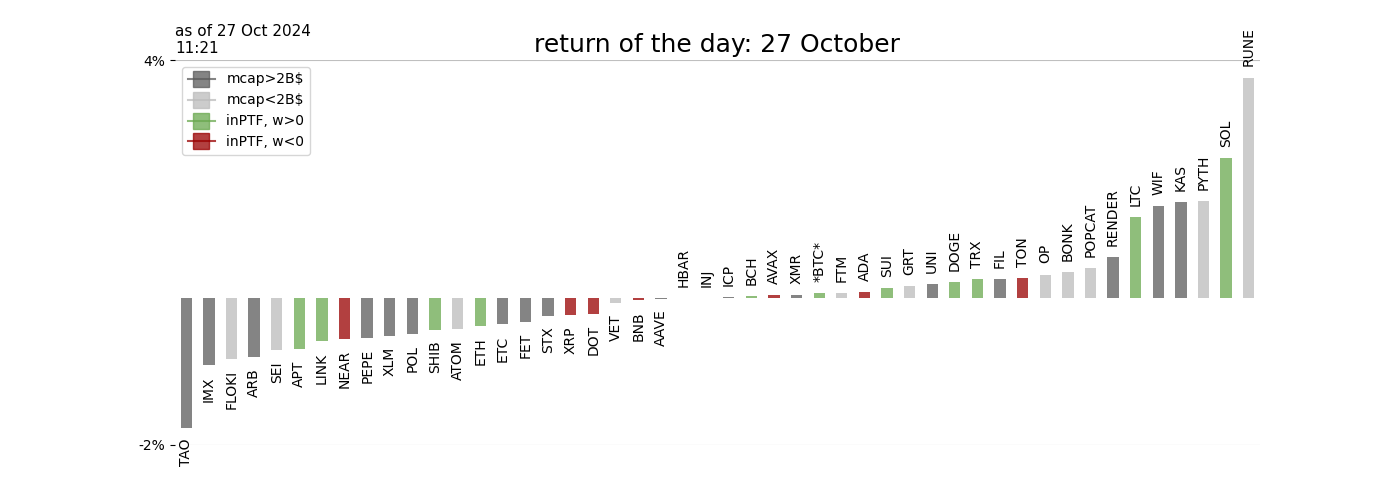 as of 27 Oct 2024
11:21
return of the day: 27 October
4%
-2%
mcap>2B$
mcap<2B$
inPTF, w>0
inPTF, w<0
TAO
IMX
FLOKI
ARB
SEI
APT
LINK
NEAR
PEPE
XLM
POL
SHIB
ATOM
ETH
ETC
FET
STX
XRP
DOT
VET
BNB
AAVE
HBAR
INJ
ICP
BCH
AVAX
XMR
*BTC*
FTM
ADA
SUI
GRT
UNI
DOGE
TRX
FIL
TON
OP
BONK
POPCAT
RENDER
LTC
WIF
KAS
PYTH
SOL
RUNE